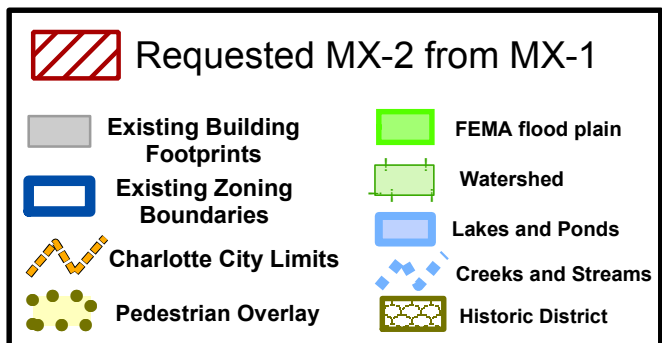 Requested MX-2 from MX-1
Existing Building
Footprints
Existing Zoning
Boundaries
Charlotte City Limits
Pedestrian Overlay
FEMA flood plain
Watershed
Lakes and Ponds
Creeks and Streams
Historic District